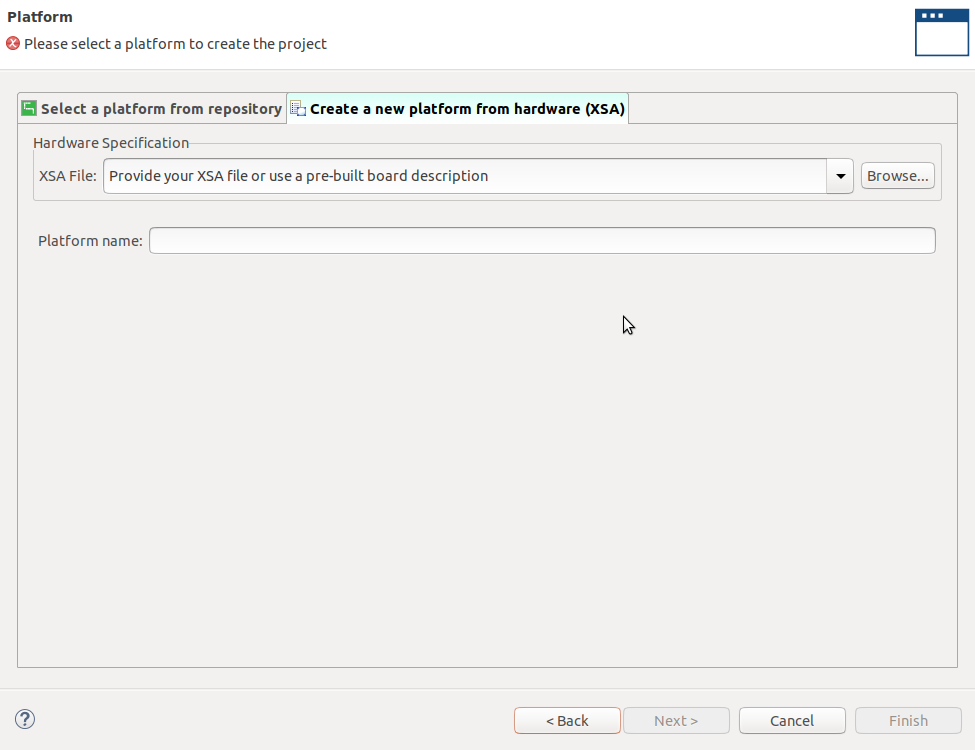 Platform
Please select a platform to create the project
Select a platform from repository
Create a new platform from hardware (XSA)
Hardware Specification
XSA File: Provide your XSA file or use a pre-built board description Browse...
Platform name:
? < Back Next > Cancel Finish